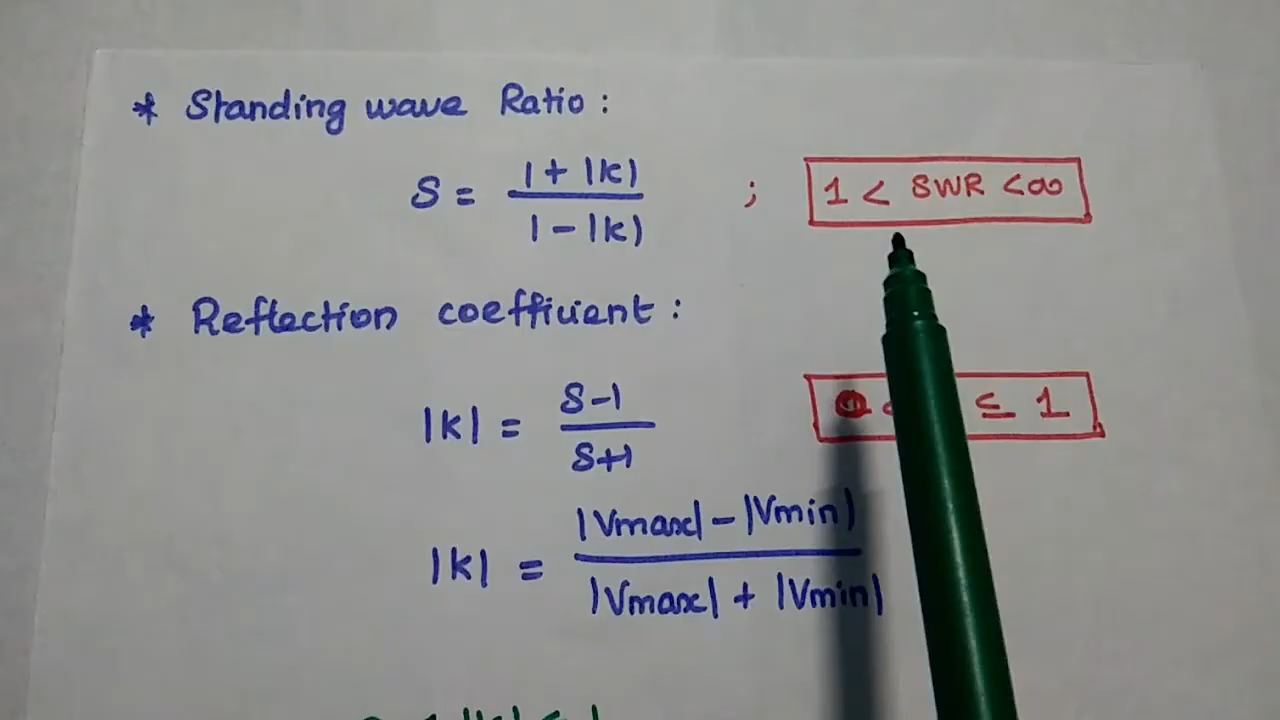 * Standing wave Ratio:
S = 1 + |k| / 1 - |k| ; 1 < SWR < ∞
* Reflection coefficient:
|k| = S-1 / S+1 ≤ 1
|k| = |Vmax| - |Vmin| / |Vmax| + |Vmin|